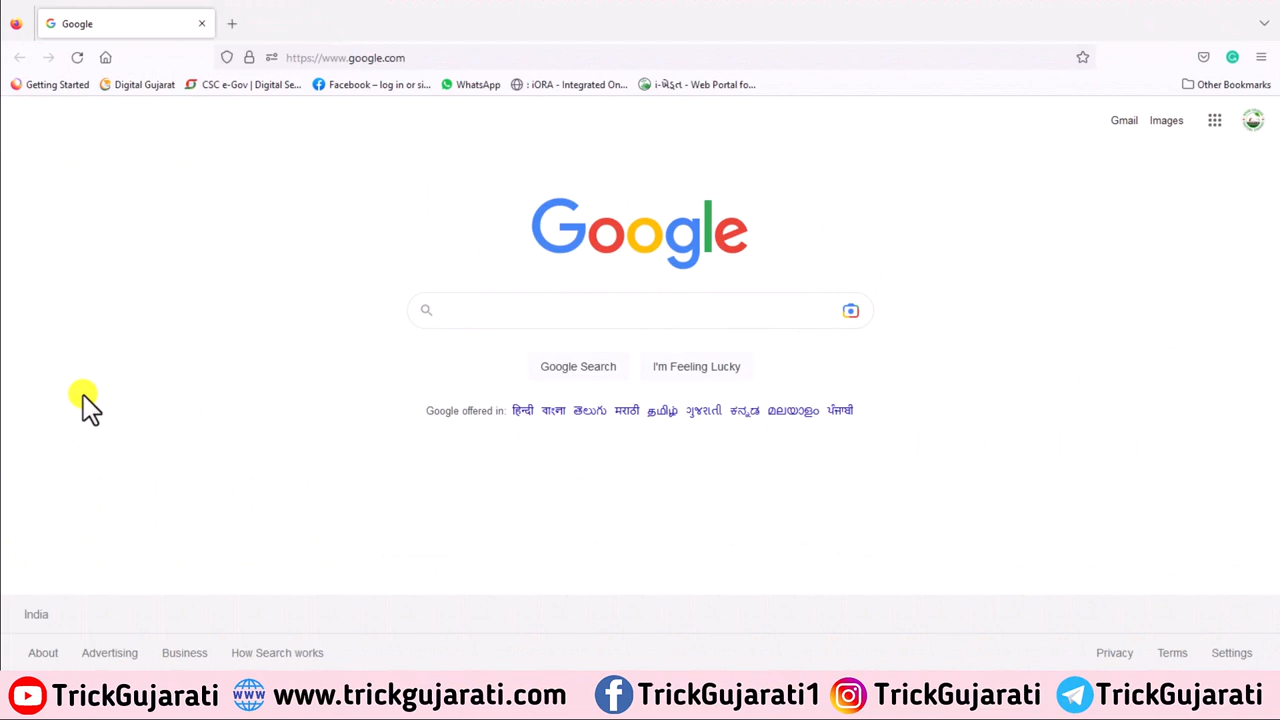 Google
https://www.google.com
Getting Started Digital Gujarat CSC e-Gov | Digital Se... Facebook – log in or si... WhatsApp : iORA - Integrated On... i-ખેડૂત - Web Portal fo... Other Bookmarks
Gmail Images
Google
Google Search I'm Feeling Lucky
Google offered in: हिन्दी বাংলা తెలుగు मराठी தமிழ் ગુજરાતી ಕನ್ನಡ മലയാളം ਪੰਜਾਬੀ
India
About Advertising Business How Search works Privacy Terms Settings
TrickGujarati www.trickgujarati.com TrickGujarati1 TrickGujarati TrickGujarati